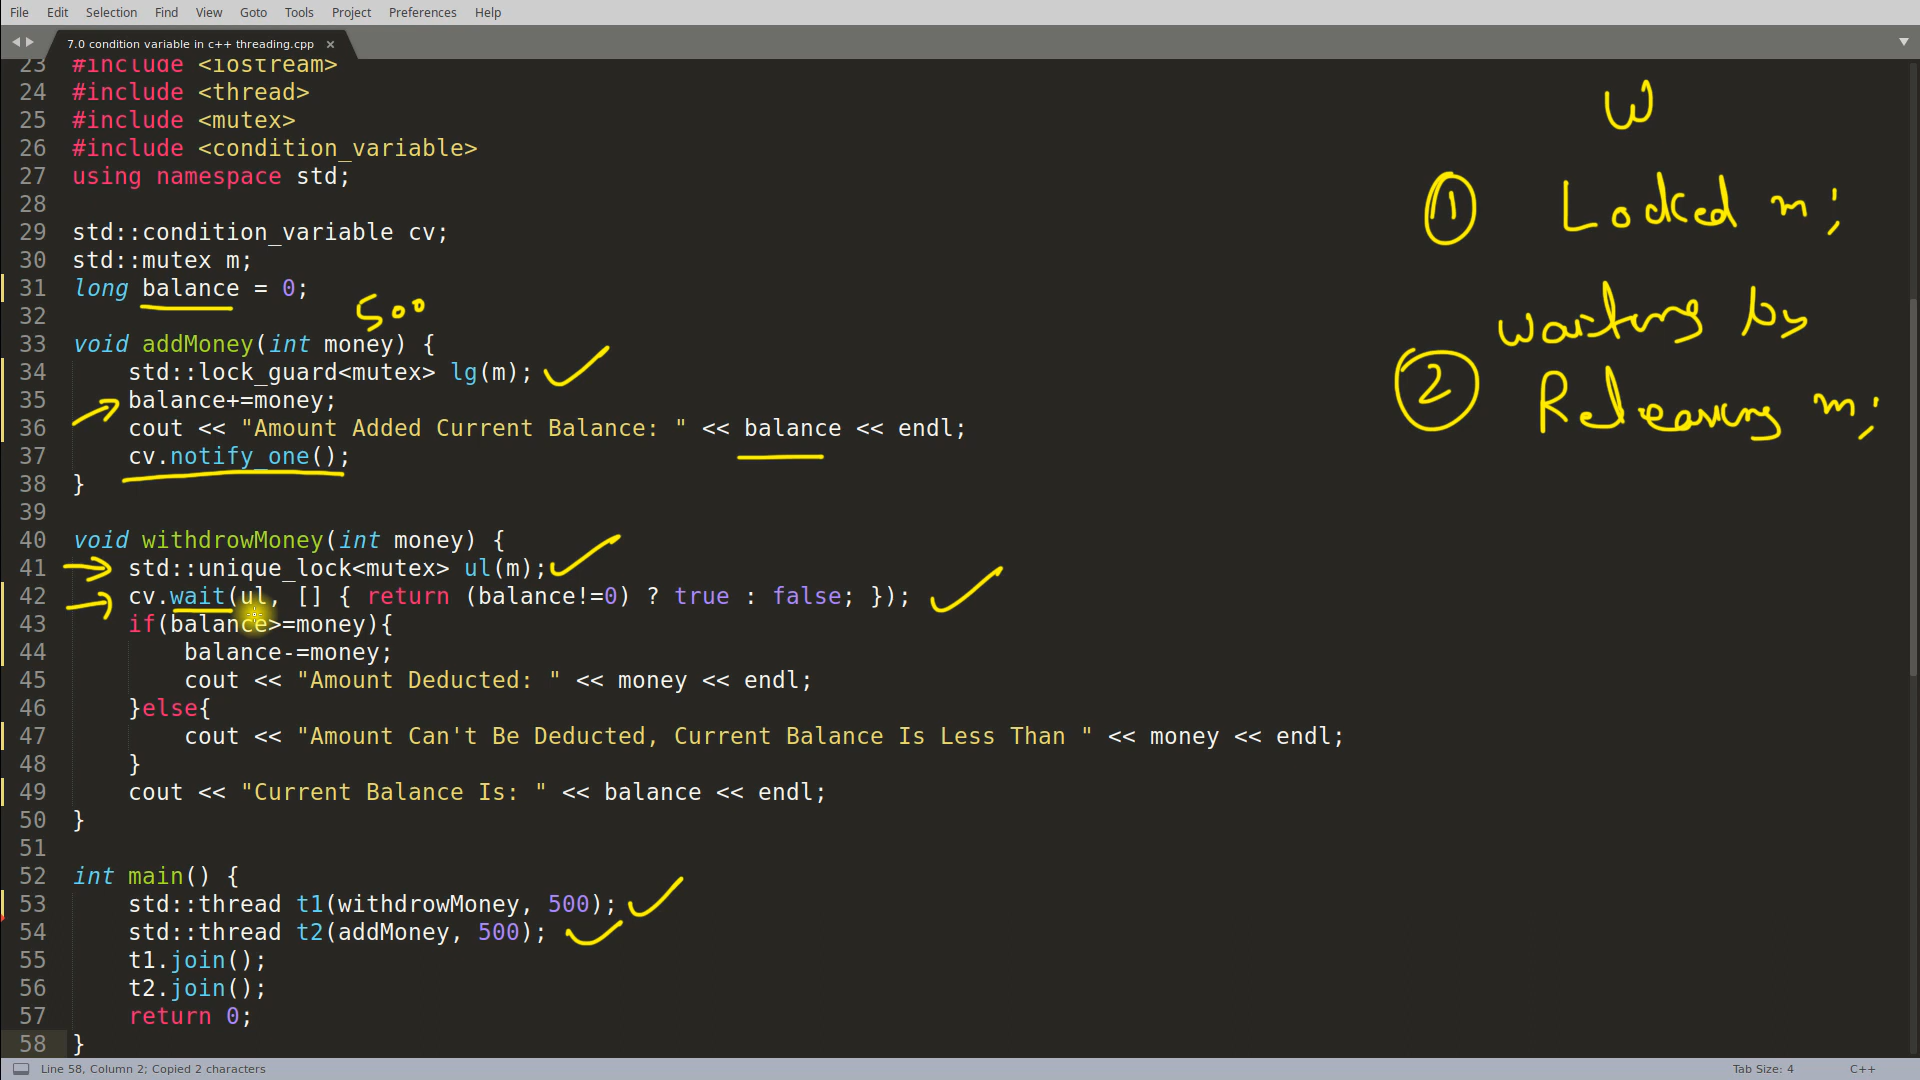 File Edit Selection Find View Goto Tools Project Preferences Help
7.0 condition variable in c++ threading.cpp ×
23 #include <iostream>
24 #include <thread>
25 #include <mutex>
26 #include <condition_variable>
27 using namespace std;
28
29 std::condition_variable cv;
30 std::mutex m;
31 long balance = 0;
32
500
33 void addMoney(int money) {
34 std::lock_guard<mutex> lg(m);
35 balance+=money;
36 cout << "Amount Added Current Balance: " << balance << endl;
37 cv.notify_one();
38 }
39
40 void withdrowMoney(int money) {
41 std::unique_lock<mutex> ul(m);
42 cv.wait(ul, [] { return (balance!=0) ? true : false; });
43 if(balance>=money){
44 balance-=money;
45 cout << "Amount Deducted: " << money << endl;
46 }else{
47 cout << "Amount Can't Be Deducted, Current Balance Is Less Than " << money << endl;
48 }
49 cout << "Current Balance Is: " << balance << endl;
50 }
51
52 int main() {
53 std::thread t1(withdrowMoney, 500);
54 std::thread t2(addMoney, 500);
55 t1.join();
56 t2.join();
57 return 0;
58 }
W
1 Locked m;
waiting by
2 Releasing m;
Line 58, Column 2; Copied 2 characters
Tab Size: 4 C++